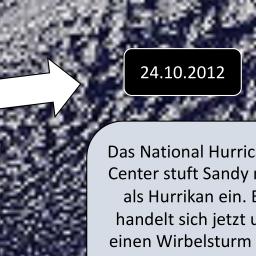 24.10.2012
Das National Hurric
Center stuft Sandy
als Hurrikan ein.
handelt sich jetzt
einen Wirbelsturm